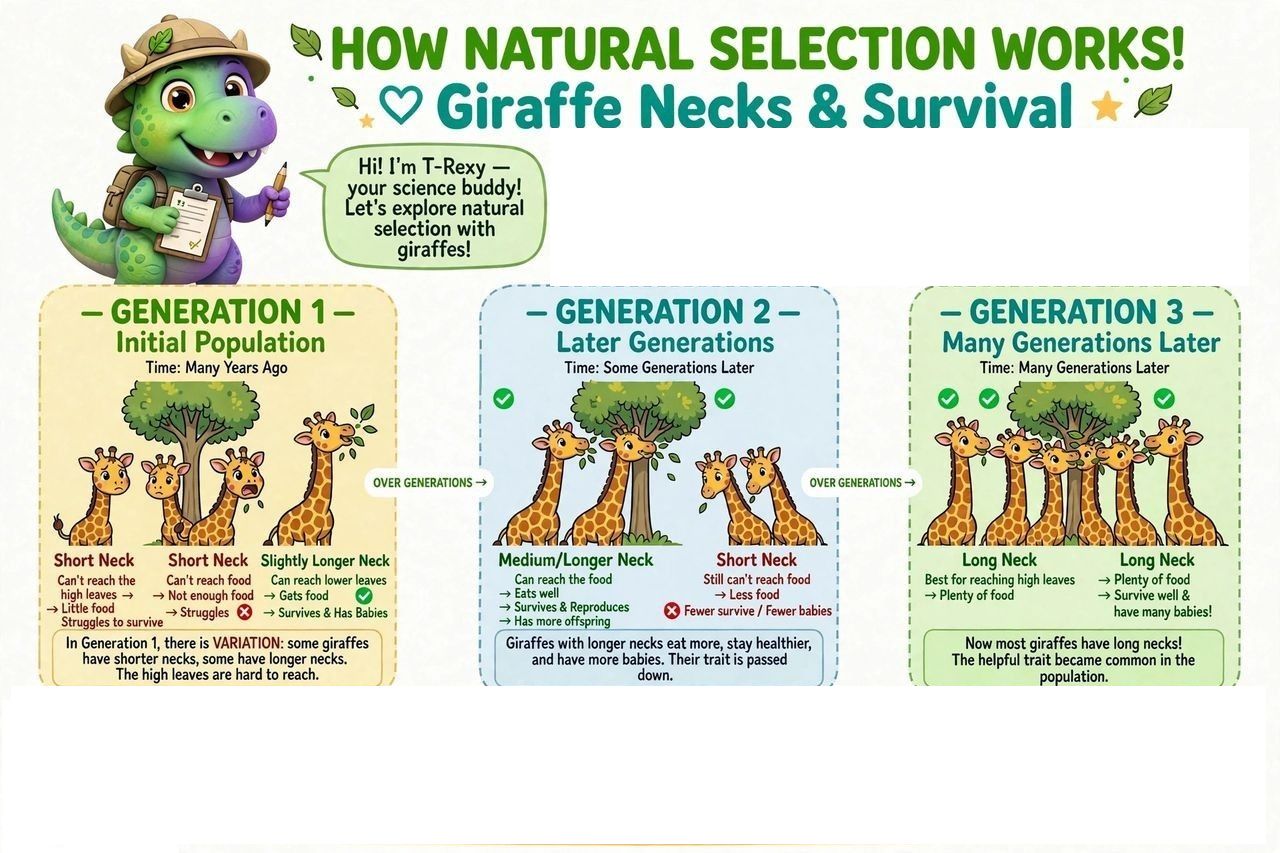 HOW NATURAL SELECTION WORKS!
Giraffe Necks & Survival
Hi! I'm T-Rexy —
your science buddy!
Let's explore natural
selection with
giraffes!
— GENERATION 1 —
Initial Population
Time: Many Years Ago
Short Neck
Can't reach the
high leaves →
→ Little food
Struggles to survive
Short Neck
Can't reach food
→ Not enough food
→ Struggles
Slightly Longer Neck
Can reach lower leaves
→ Gets food
→ Survives & Has Babies
In Generation 1, there is VARIATION: some giraffes
have shorter necks, some have longer necks.
The high leaves are hard to reach.
OVER GENERATIONS →
— GENERATION 2 —
Later Generations
Time: Some Generations Later
Medium/Longer Neck
Can reach the food
→ Eats well
→ Survives & Reproduces
→ Has more offspring
Short Neck
Still can't reach food
→ Less food
Fewer survive / Fewer babies
Giraffes with longer necks eat more, stay healthier,
and have more babies. Their trait is passed
down.
OVER GENERATIONS →
— GENERATION 3 —
Many Generations Later
Time: Many Generations Later
Long Neck
Best for reaching high leaves
→ Plenty of food
Long Neck
→ Plenty of food
→ Survive well &
have many babies!
Now most giraffes have long necks!
The helpful trait became common in the
population.